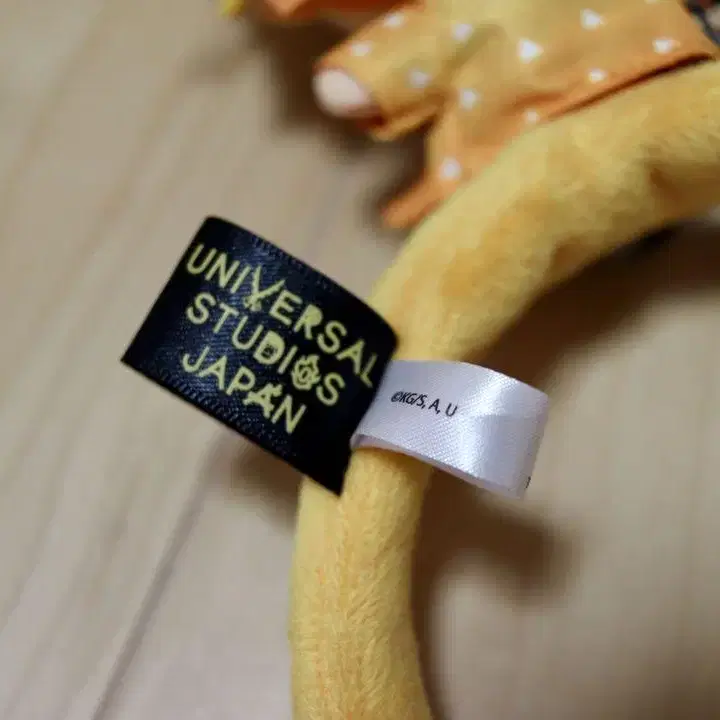 UNIVERSAL
STUDIOS
JAPAN
©KG/S, A, U